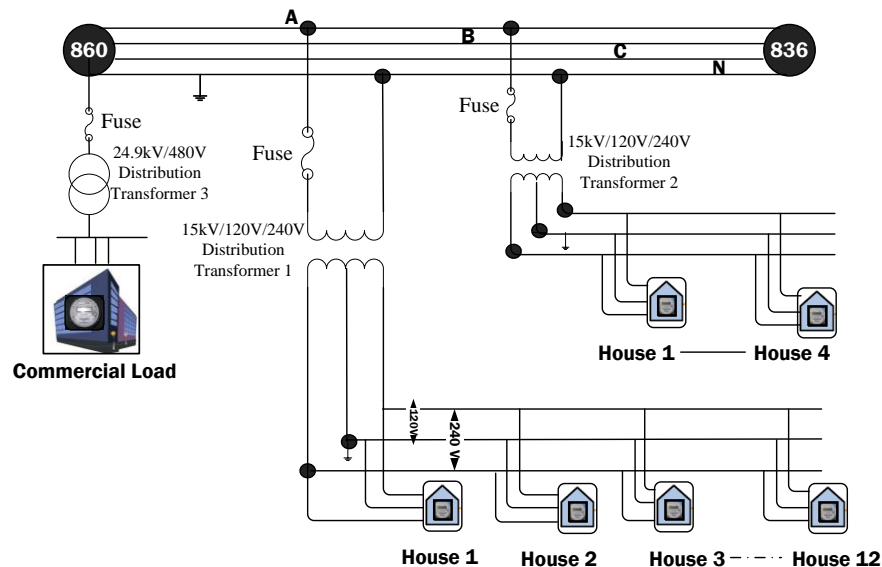 A
B
C
N
860
836
Fuse
24.9kV/480V
Distribution
Transformer 3
Commercial Load
Fuse
15kV/120V/240V
Distribution
Transformer 1
Fuse
15kV/120V/240V
Distribution
Transformer 2
House 1
House 4
120V
240 V
House 1
House 2
House 3
House 12